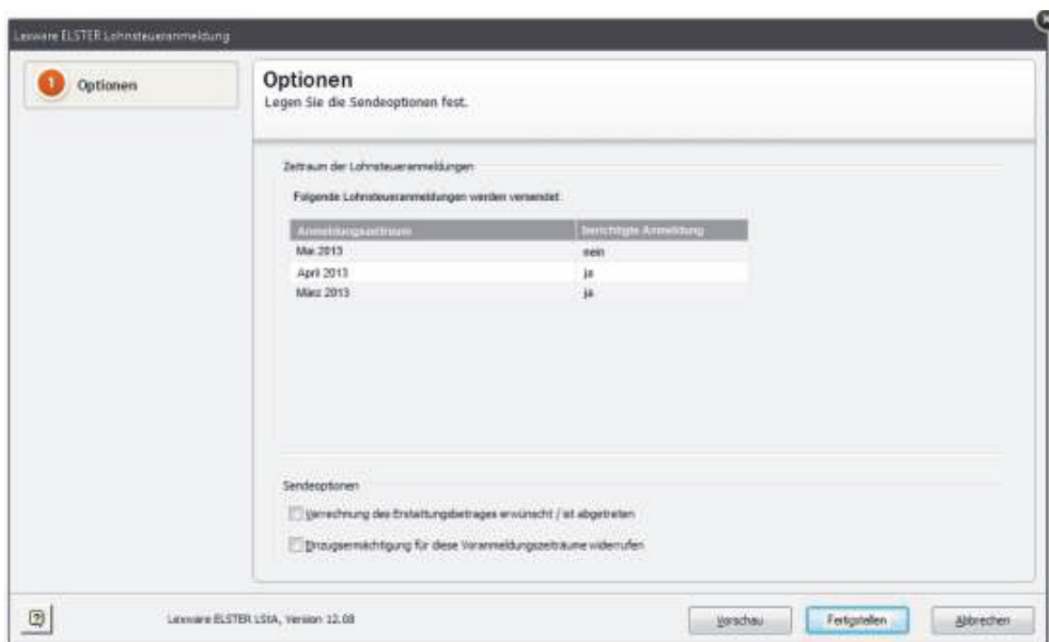 Lexware ELSTER Lohnsteueranmeldung
1 Optionen
Optionen
Legen Sie die Sendeoptionen fest.
Zeitraum der Lohnsteueranmeldungen
Folgende Lohnsteueranmeldungen werden versendet:
Anmeldungszeitraum berichtigte Anmeldung
Mai 2013 nein
April 2013 ja
März 2013 ja
Sendeoptionen
Verrechnung des Erstattungsbetrages erwünscht / ist abgetreten
Einzugsermächtigung für diese Voranmeldungszeiträume widerrufen
Lexware ELSTER LStA, Version 12.08
Vorschau Fertigstellen Abbrechen